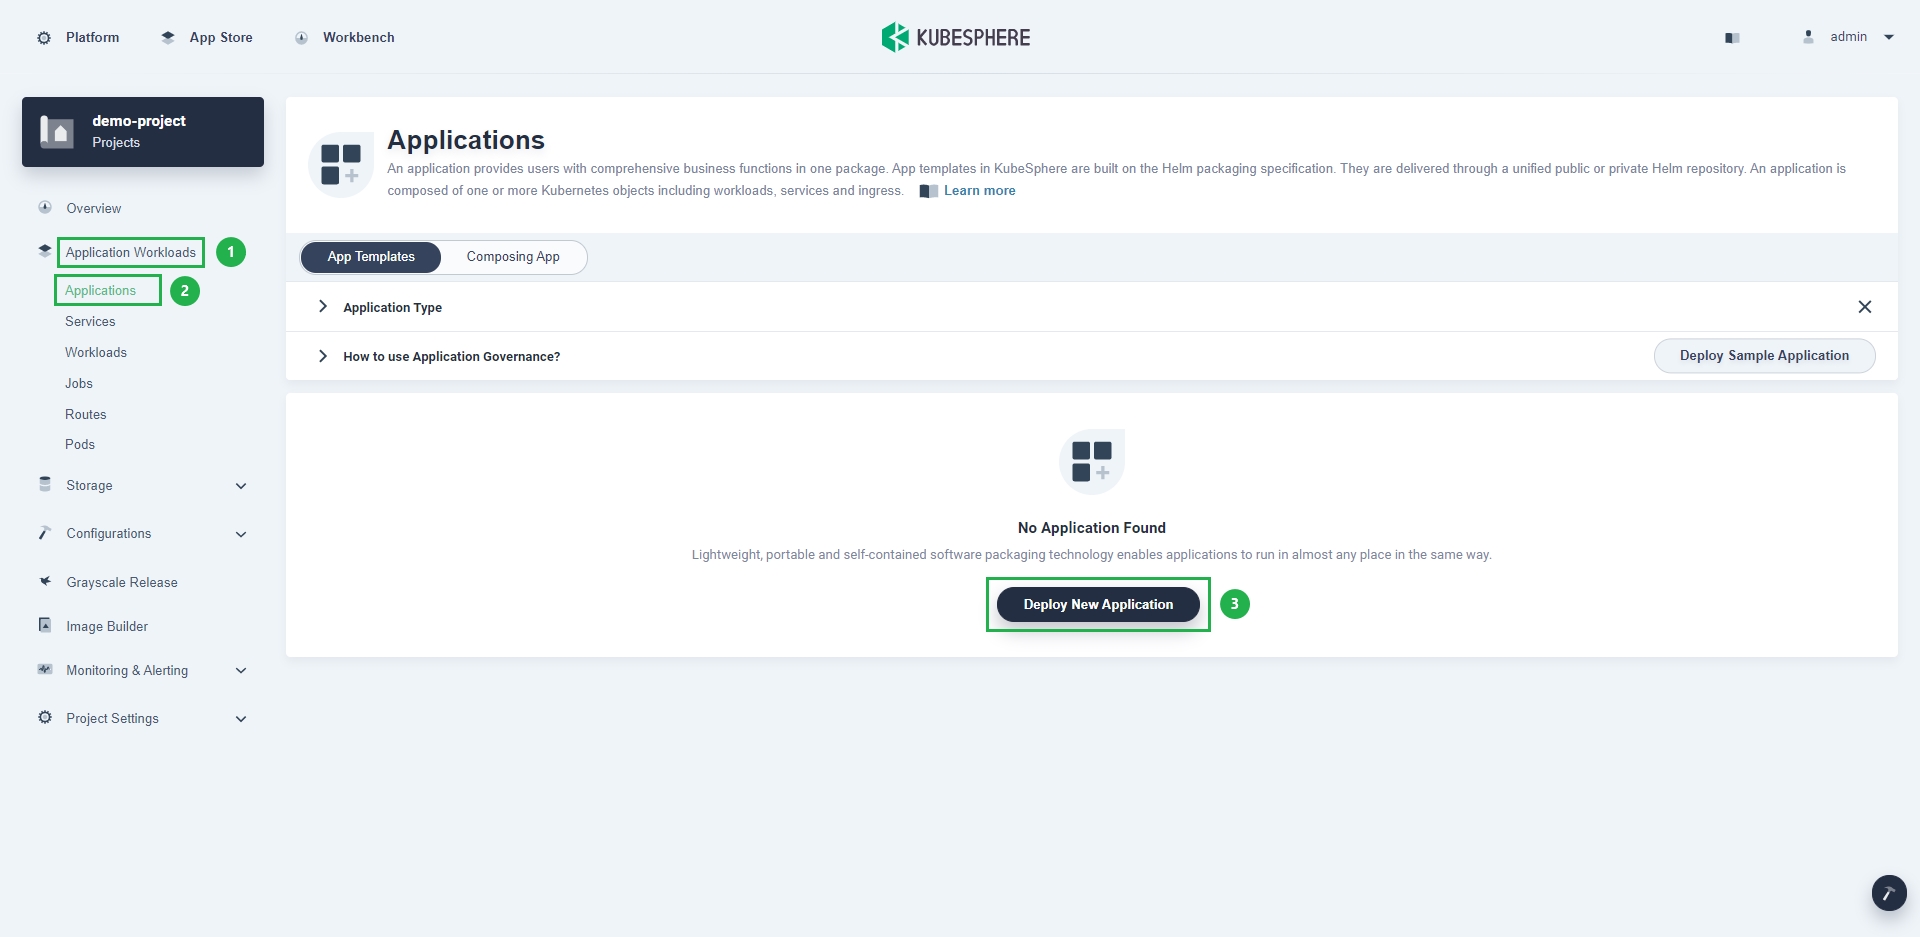 Platform
App Store
Workbench
KUBESPHERE
admin
demo-project
Projects
Overview
Application Workloads
1
Applications
2
Services
Workloads
Jobs
Routes
Pods
Storage
Configurations
Grayscale Release
Image Builder
Monitoring & Alerting
Project Settings
Applications
An application provides users with comprehensive business functions in one package. App templates in KubeSphere are built on the Helm packaging specification. They are delivered through a unified public or private Helm repository. An application is
composed of one or more Kubernetes objects including workloads, services and ingress. Learn more
App Templates
Composing App
Application Type
How to use Application Governance?
Deploy Sample Application
No Application Found
Lightweight, portable and self-contained software packaging technology enables applications to run in almost any place in the same way.
Deploy New Application
3